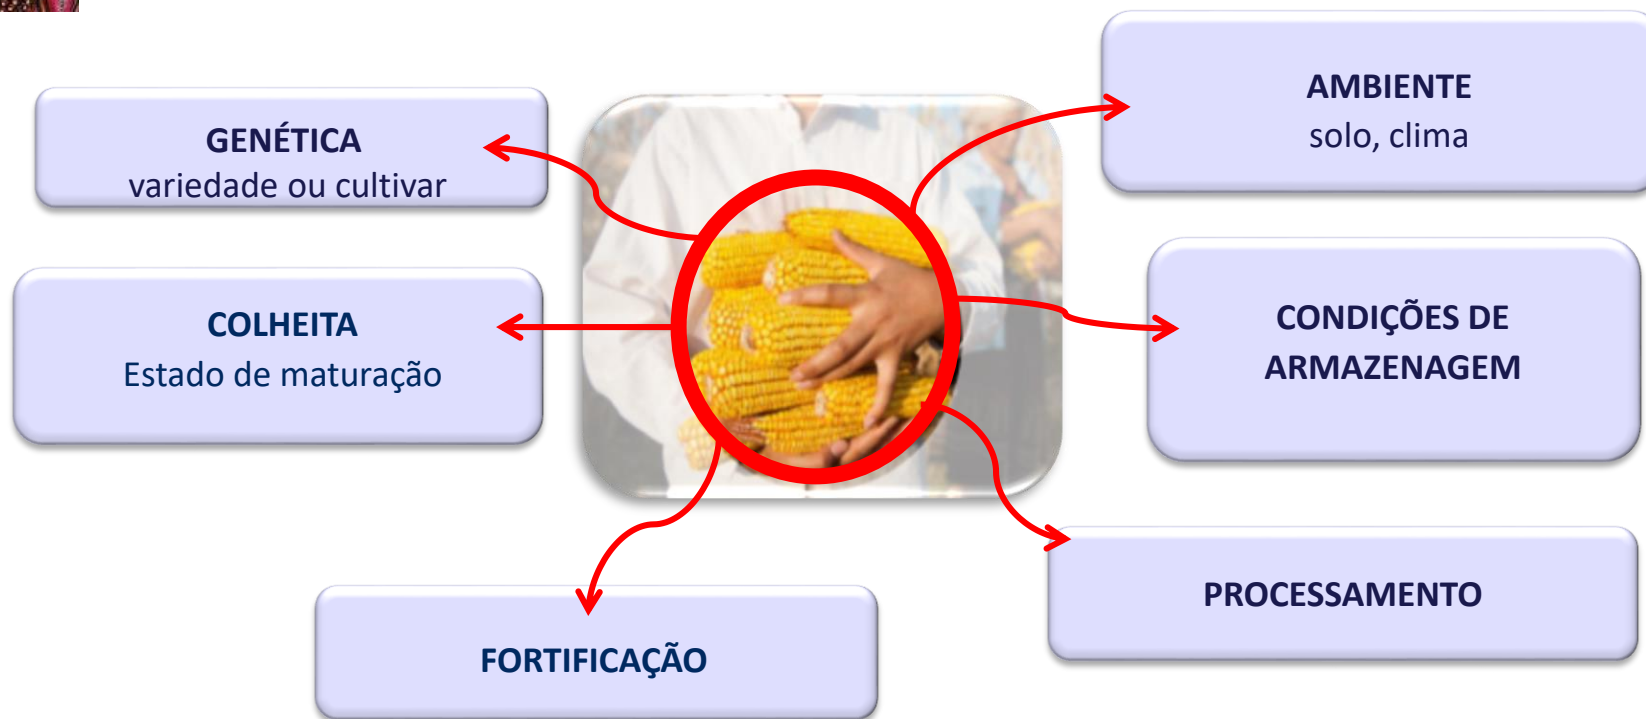 GENÉTICA
variedade ou cultivar
AMBIENTE
solo, clima
COLHEITA
Estado de maturação
CONDIÇÕES DE
ARMAZENAGEM
PROCESSAMENTO
FORTIFICAÇÃO